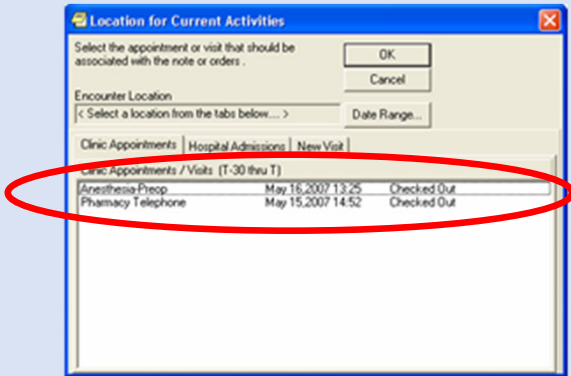 Location for Current Activities
Select the appointment or visit that should be
associated with the note or orders .
OK
Cancel
Encounter Location
< Select a location from the tabs below.... >
Date Range...
Clinic Appointments Hospital Admissions New Visit
Clinic Appointments / Visits (T-30 thru T)
Anesthesia-Preop May 16,2007 13:25 Checked Out
Pharmacy Telephone May 15,2007 14:52 Checked Out